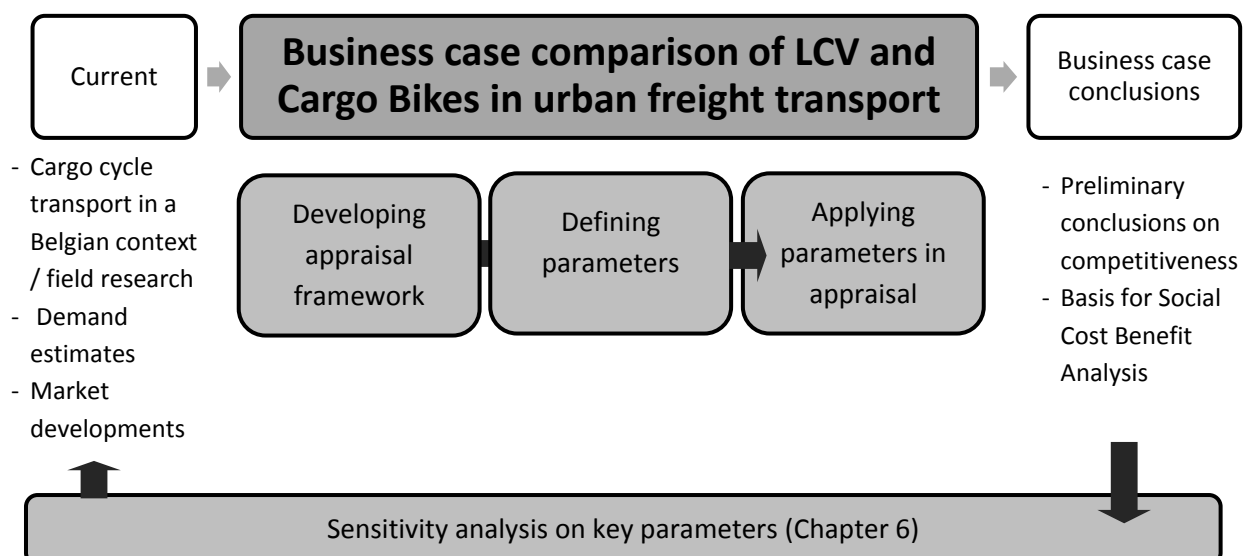 Current
Business case comparison of LCV and
Cargo Bikes in urban freight transport
Business case
conclusions
- Cargo cycle
transport in a
Belgian context
/ field research
- Demand
estimates
- Market
developments
Developing
appraisal
framework
Defining
parameters
Applying
parameters in
appraisal
- Preliminary
conclusions on
competitiveness
- Basis for Social
Cost Benefit
Analysis
Sensitivity analysis on key parameters (Chapter 6)